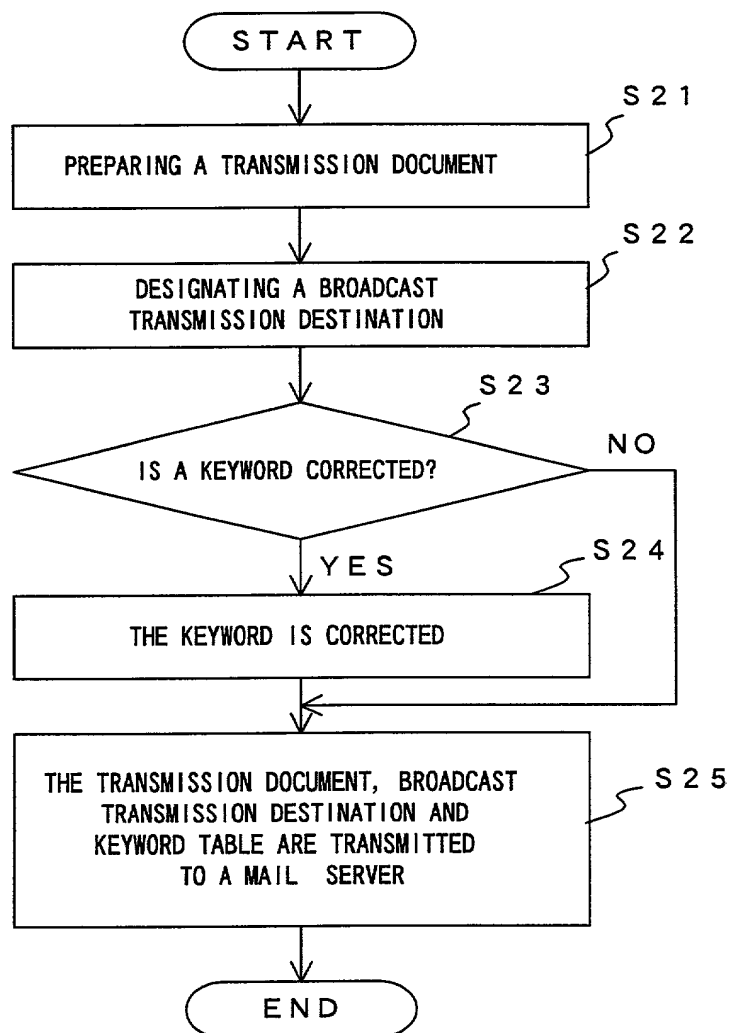 START
S21
PREPARING A TRANSMISSION DOCUMENT
S22
DESIGNATING A BROADCAST
TRANSMISSION DESTINATION
S23
IS A KEYWORD CORRECTED?
NO
YES
S24
THE KEYWORD IS CORRECTED
S25
THE TRANSMISSION DOCUMENT, BROADCAST
TRANSMISSION DESTINATION AND
KEYWORD TABLE ARE TRANSMITTED
TO A MAIL SERVER
END